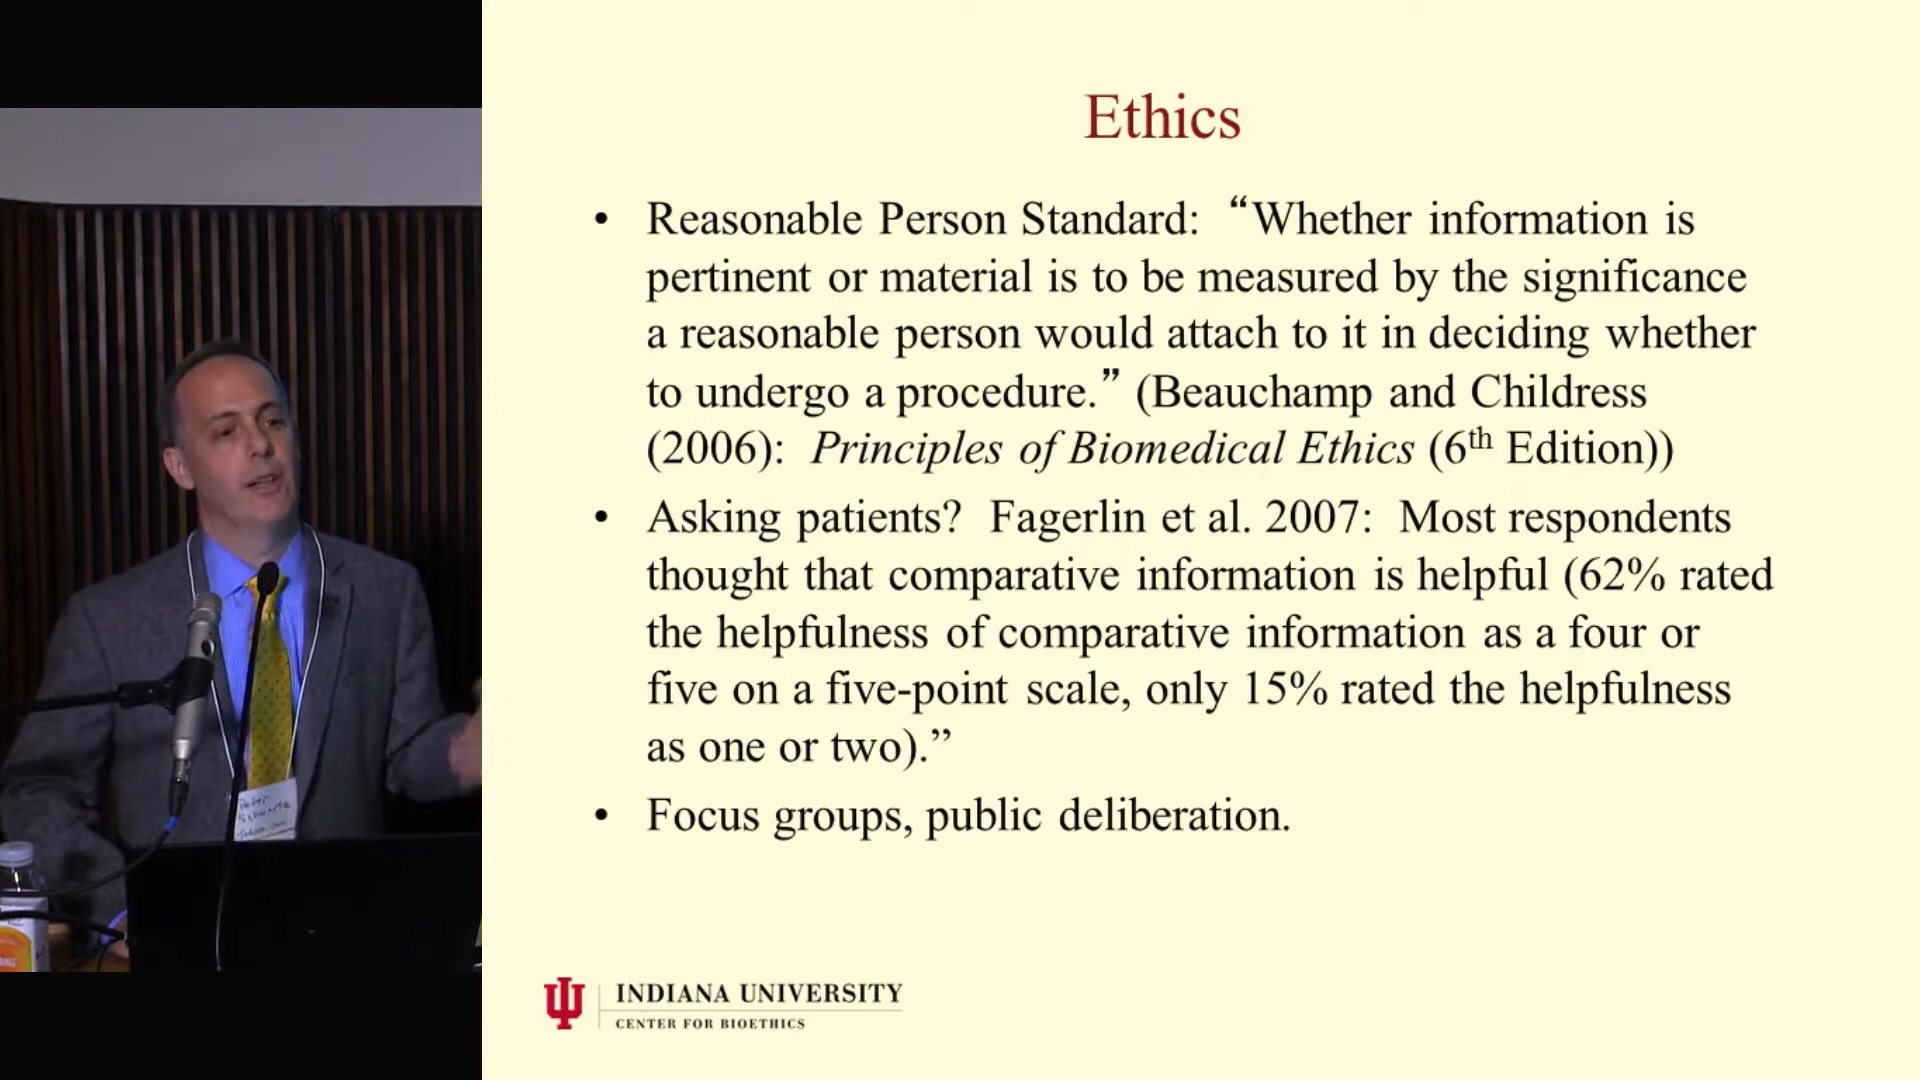 Ethics
• Reasonable Person Standard: “Whether information is
pertinent or material is to be measured by the significance
a reasonable person would attach to it in deciding whether
to undergo a procedure.” (Beauchamp and Childress
(2006): Principles of Biomedical Ethics (6th Edition))
• Asking patients? Fagerlin et al. 2007: Most respondents
thought that comparative information is helpful (62% rated
the helpfulness of comparative information as a four or
five on a five-point scale, only 15% rated the helpfulness
as one or two).”
• Focus groups, public deliberation.
INDIANA UNIVERSITY
CENTER FOR BIOETHICS